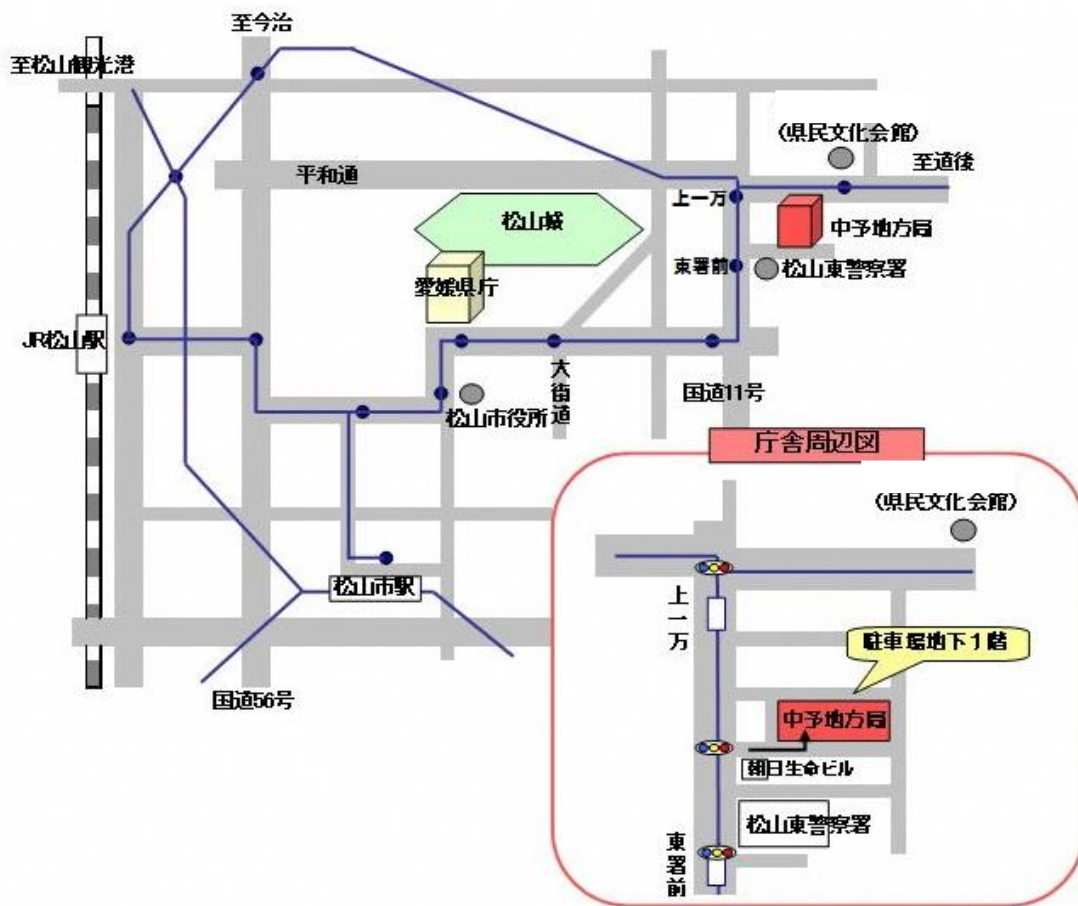 至今治
至松山観光港
(県民文化会館)
至道後
平和通
上一万
松山城
中予地方局
東署前
松山東警察署
愛媛県庁
JR松山駅
大街道
国道11号
松山市役所
庁舎周辺図
(県民文化会館)
上一万
松山市駅
駐車場地下1階
国道56号
中予地方局
朝日生命ビル
松山東警察署
東署前